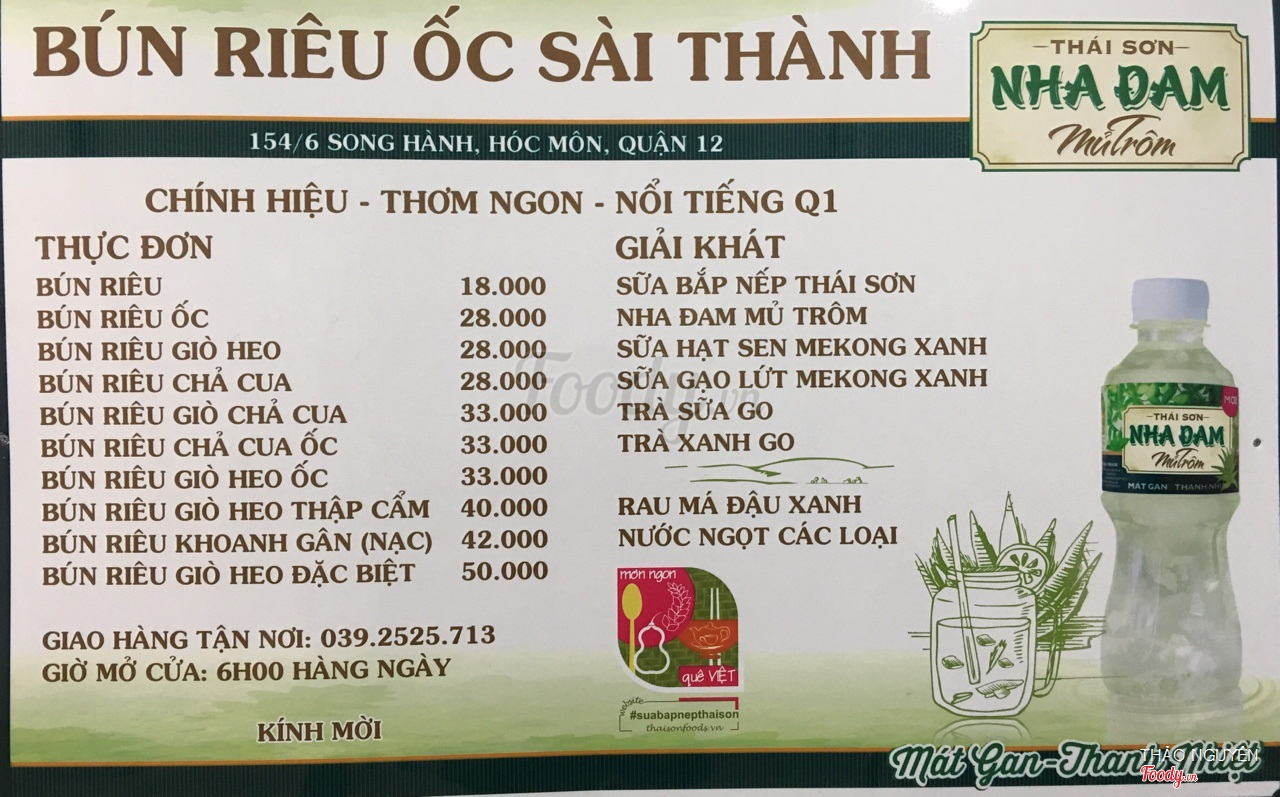 BÚN RIÊU ỐC SÀI THÀNH
THÁI SƠN
NHA ĐAM
Mủ Trôm
154/6 SONG HÀNH, HÓC MÔN, QUẬN 12
CHÍNH HIỆU - THƠM NGON - NỔI TIẾNG Q1
THỰC ĐƠN
BÚN RIÊU 18.000
BÚN RIÊU ỐC 28.000
BÚN RIÊU GIÒ HEO 28.000
BÚN RIÊU CHẢ CUA 28.000
BÚN RIÊU GIÒ CHẢ CUA 33.000
BÚN RIÊU CHẢ CUA ỐC 33.000
BÚN RIÊU GIÒ HEO ỐC 33.000
BÚN RIÊU GIÒ HEO THẬP CẨM 40.000
BÚN RIÊU KHOANH GÂN (NẠC) 42.000
BÚN RIÊU GIÒ HEO ĐẶC BIỆT 50.000
GIAO HÀNG TẬN NƠI: 039.2525.713
GIỜ MỞ CỬA: 6H00 HÀNG NGÀY
KÍNH MỜI
GIẢI KHÁT
SỮA BẮP NẾP THÁI SƠN
NHA ĐAM MỦ TRÔM
SỮA HẠT SEN MEKONG XANH
SỮA GẠO LỨT MEKONG XANH
TRÀ SỮA GO
TRÀ XANH GO
RAU MÁ ĐẬU XANH
NƯỚC NGỌT CÁC LOẠI
món ngon
quê VIỆT
website
#suabapnepthaison
thaisonfoods.vn
MỚI
THÁI SƠN
NHA ĐAM
Mủ Trôm
MÁT GAN
Mát Gan-Thanh Nhiệt
Foody.vn
THẢO NGUYÊN
Foody.vn